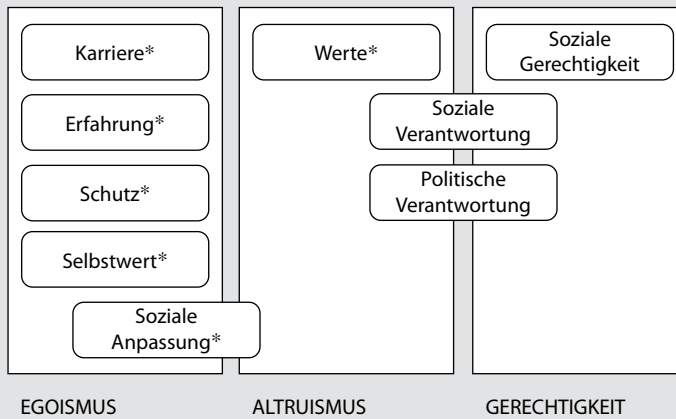 Karriere*
Werte*
Soziale
Gerechtigkeit
Erfahrung*
Soziale
Verantwortung
Schutz*
Politische
Verantwortung
Selbstwert*
Soziale
Anpassung*
EGOISMUS
ALTRUISMUS
GERECHTIGKEIT